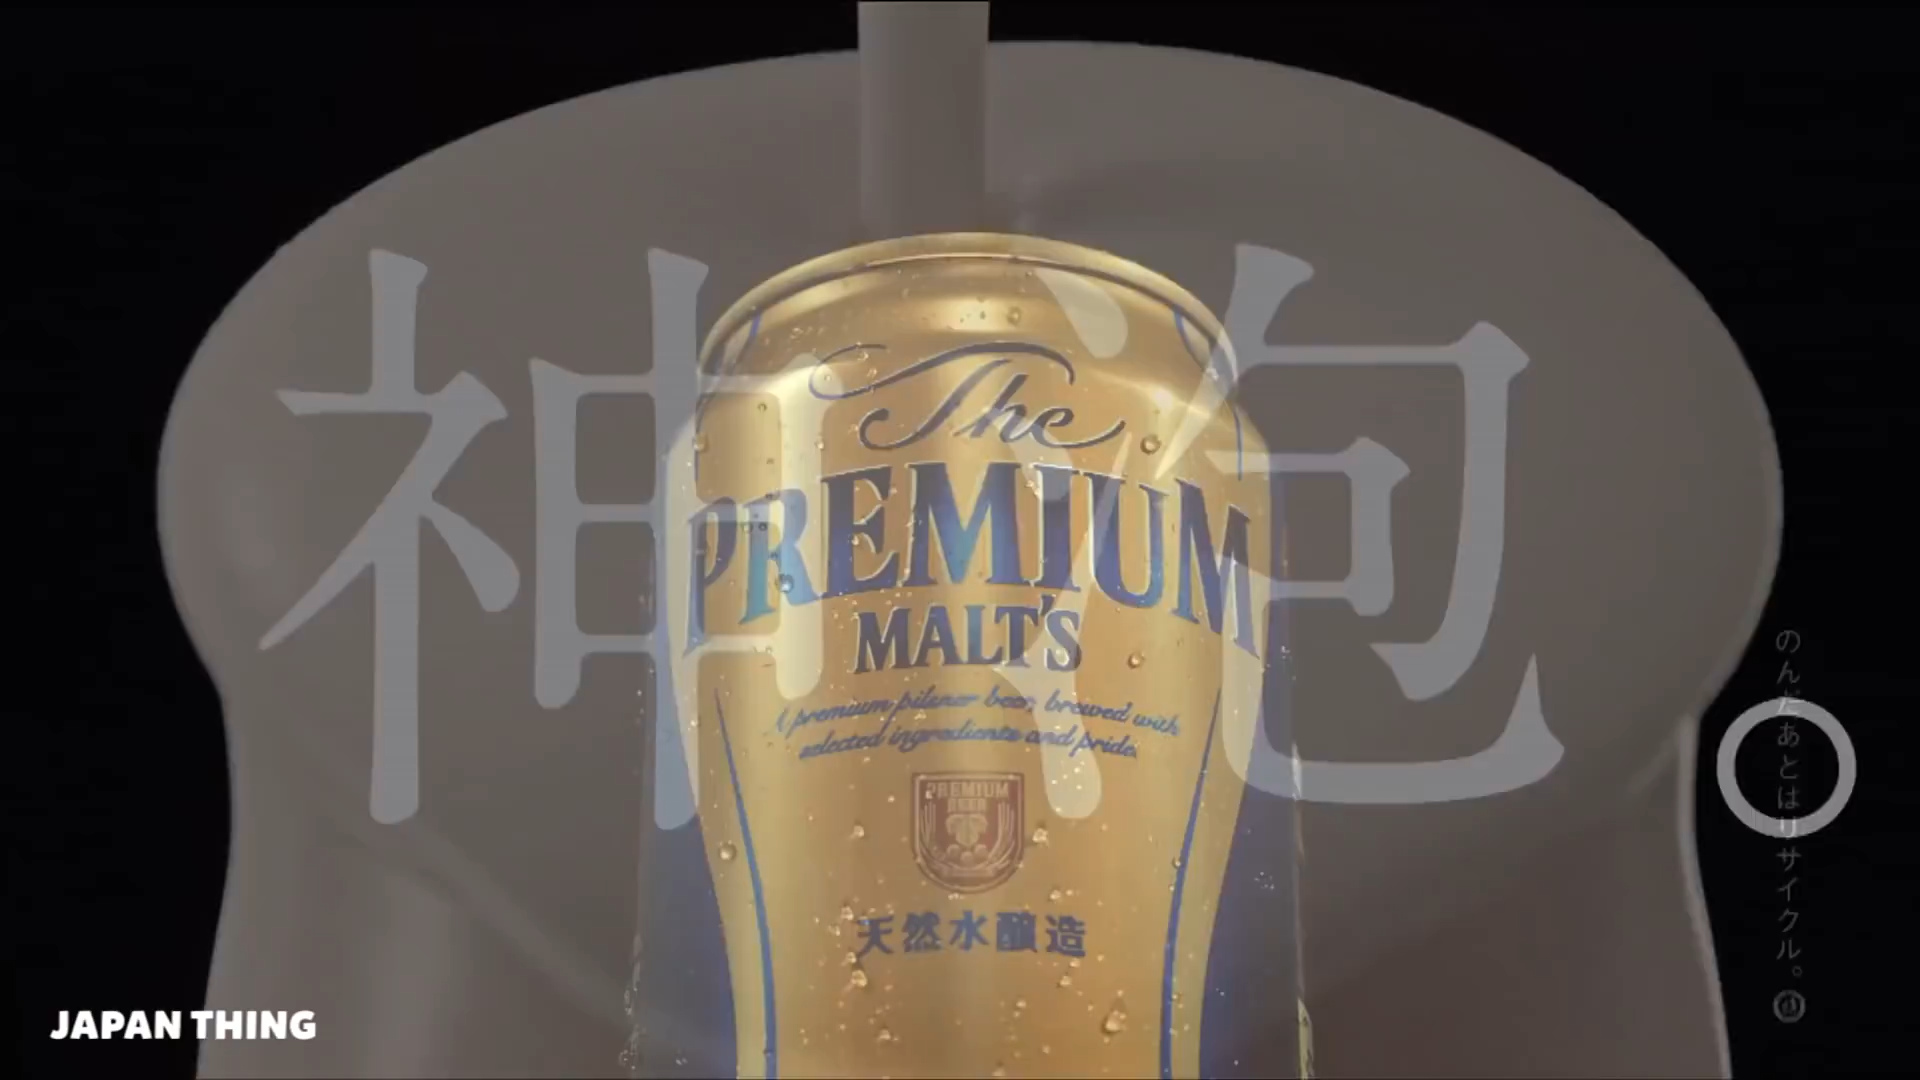 神泡
The
PREMIUM
MALT'S
A premium pilsner beer, brewed with
selected ingredients and pride.
PREMIUM
BEER
天然水醸造
のんだあとはリサイクル。
JAPAN THING